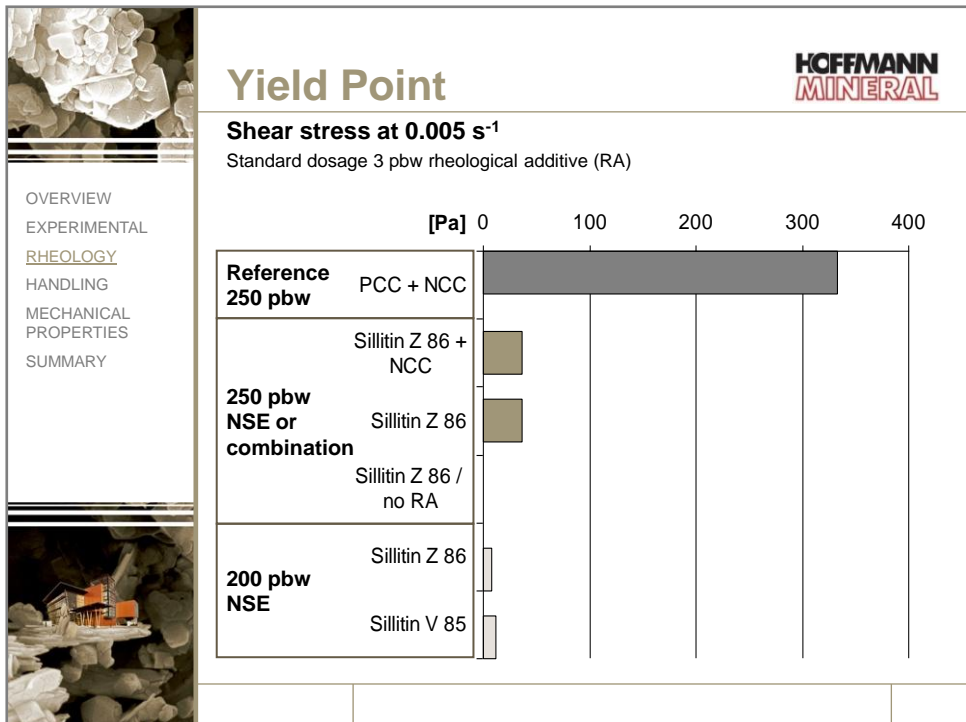 Yield Point
HOFFMANN
MINERAL
Shear stress at 0.005 s⁻¹
Standard dosage 3 pbw rheological additive (RA)
OVERVIEW
EXPERIMENTAL
RHEOLOGY
HANDLING
MECHANICAL
PROPERTIES
SUMMARY
[Pa] 0 100 200 300 400
Reference
250 pbw
PCC + NCC
250 pbw
NSE or
combination
Sillitin Z 86 +
NCC
Sillitin Z 86
Sillitin Z 86 /
no RA
200 pbw
NSE
Sillitin Z 86
Sillitin V 85